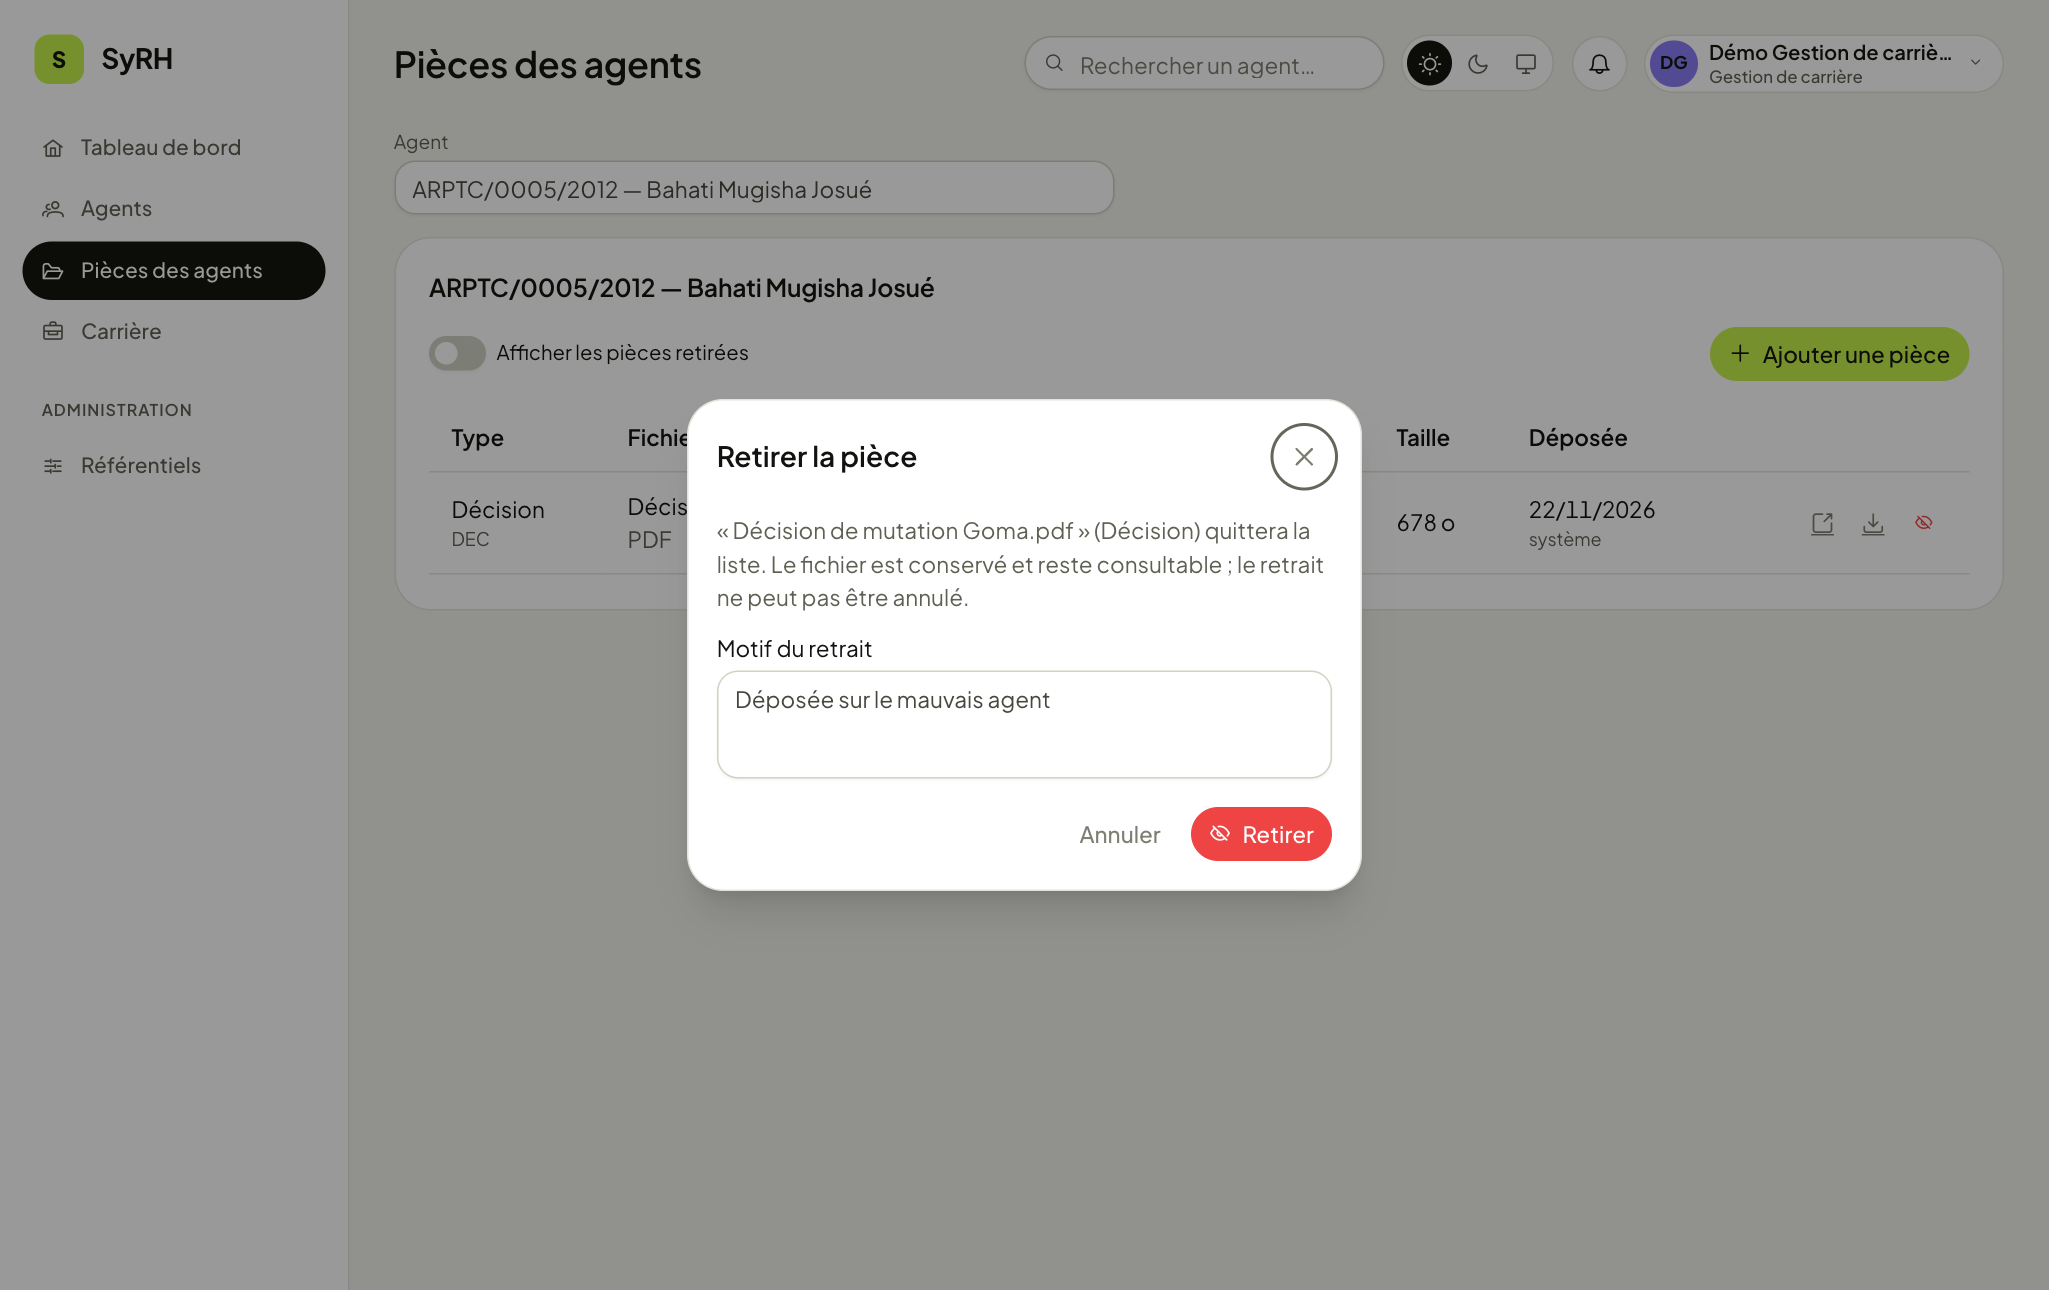 S
SyRH
Tableau de bord
Agents
Pièces des agents
Carrière
ADMINISTRATION
Référentiels
Pièces des agents
Rechercher un agent…
DG
Démo Gestion de carriè…
Gestion de carrière
Agent
ARPTC/0005/2012 — Bahati Mugisha Josué
ARPTC/0005/2012 — Bahati Mugisha Josué
Afficher les pièces retirées
Ajouter une pièce
Type
Fichie
Taille
Déposée
Décision
DEC
Décis
PDF
678 o
22/11/2026
système
Retirer la pièce
« Décision de mutation Goma.pdf » (Décision) quittera la
liste. Le fichier est conservé et reste consultable ; le retrait
ne peut pas être annulé.
Motif du retrait
Déposée sur le mauvais agent
Annuler
Retirer